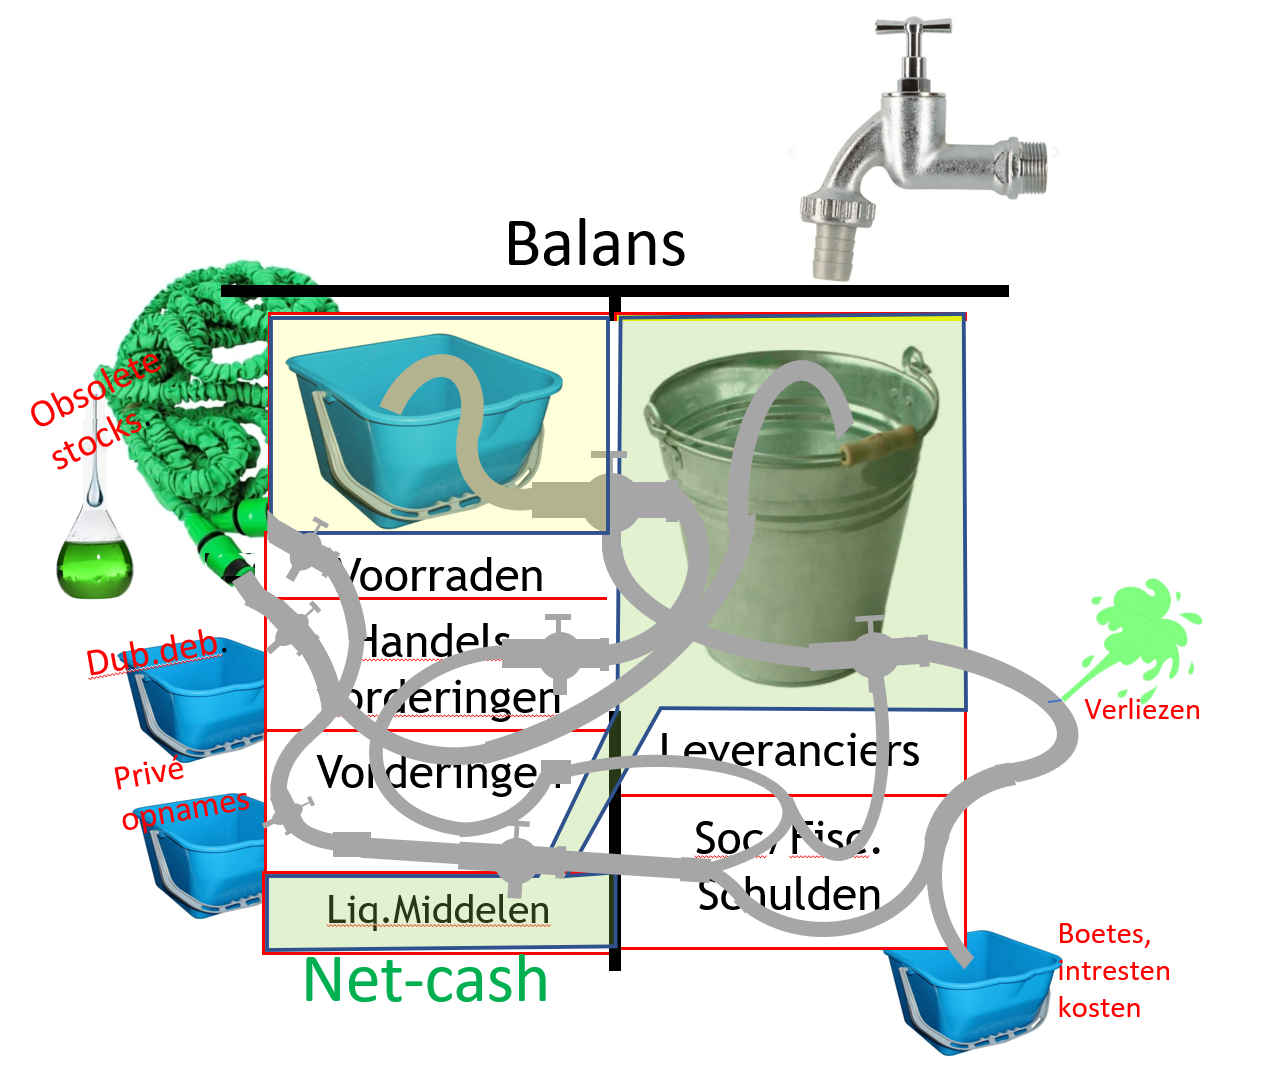 Balans
Obsolete
stocks.
Voorraden
Dub.deb.
Handels
vorderingen
Privé
opnames
Vorderingen
Liq.Middelen
Net-cash
Leveranciers
Soc/Fisc.
Schulden
Verliezen
Boetes,
intresten
kosten